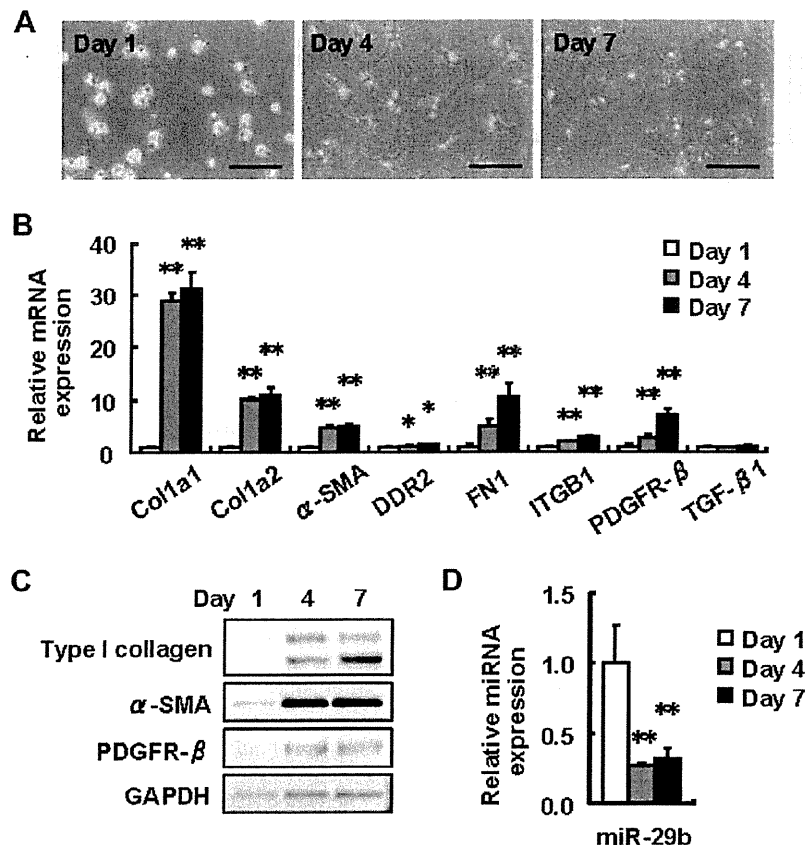 A
Day 1
Day 4
Day 7
B
Relative mRNA
expression
40
30
20
10
0
** **
** **
** **
* *
** **
** **
** **
Day 1
Day 4
Day 7
Col1a1
Col1a2
α-SMA
DDR2
FN1
ITGB1
PDGFR-β
TGF-β1
C
Day 1 4 7
Type I collagen
α-SMA
PDGFR-β
GAPDH
D
Relative miRNA
expression
1.5
1.0
0.5
0.0
** **
Day 1
Day 4
Day 7
miR-29b